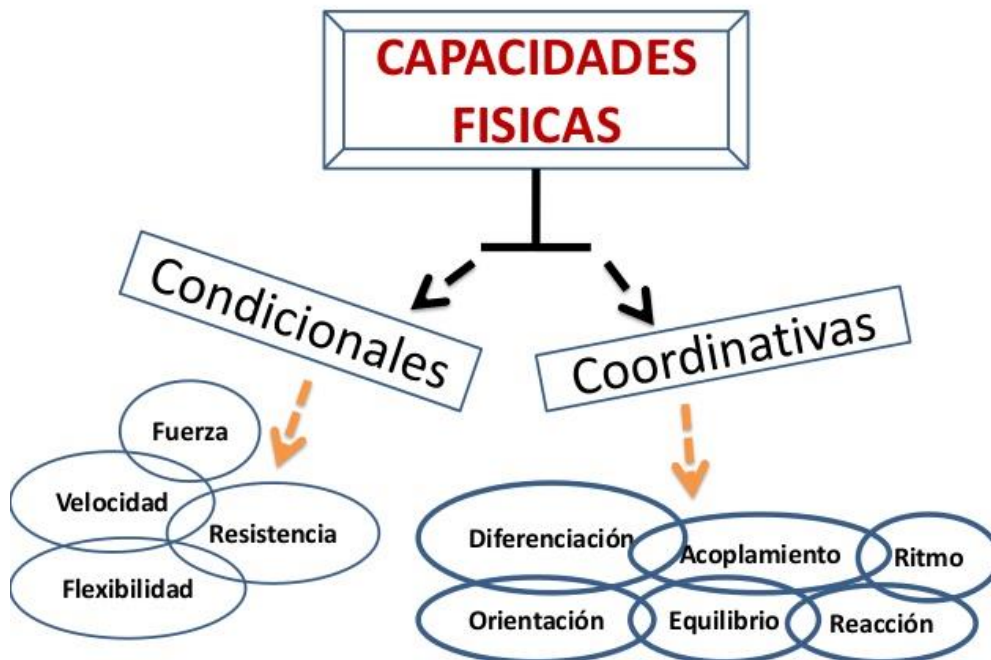 CAPACIDADES
FISICAS
Condicionales
Coordinativas
Fuerza
Velocidad
Resistencia
Flexibilidad
Diferenciación
Acoplamiento
Ritmo
Orientación
Equilibrio
Reacción